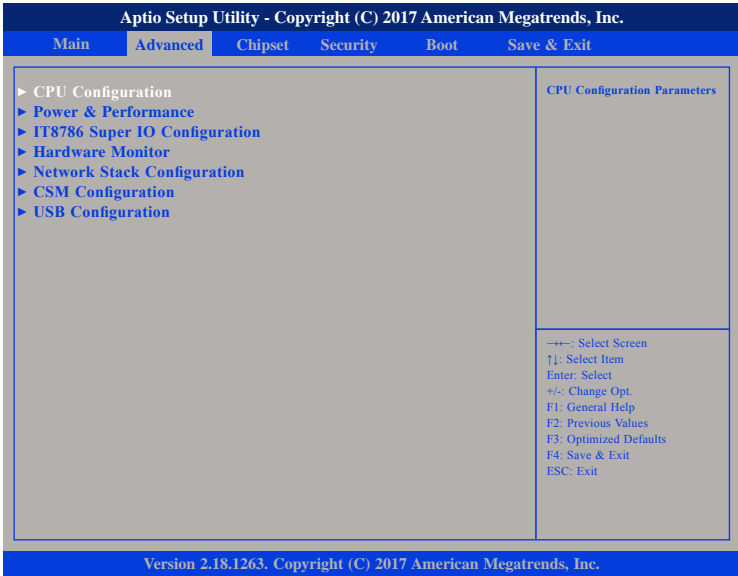 Aptio Setup Utility - Copyright (C) 2017 American Megatrends, Inc.
Main Advanced Chipset Security Boot Save & Exit
► CPU Configuration
► Power & Performance
► IT8786 Super IO Configuration
► Hardware Monitor
► Network Stack Configuration
► CSM Configuration
► USB Configuration
CPU Configuration Parameters
→←: Select Screen
↑↓: Select Item
Enter: Select
+/-: Change Opt.
F1: General Help
F2: Previous Values
F3: Optimized Defaults
F4: Save & Exit
ESC: Exit
Version 2.18.1263. Copyright (C) 2017 American Megatrends, Inc.